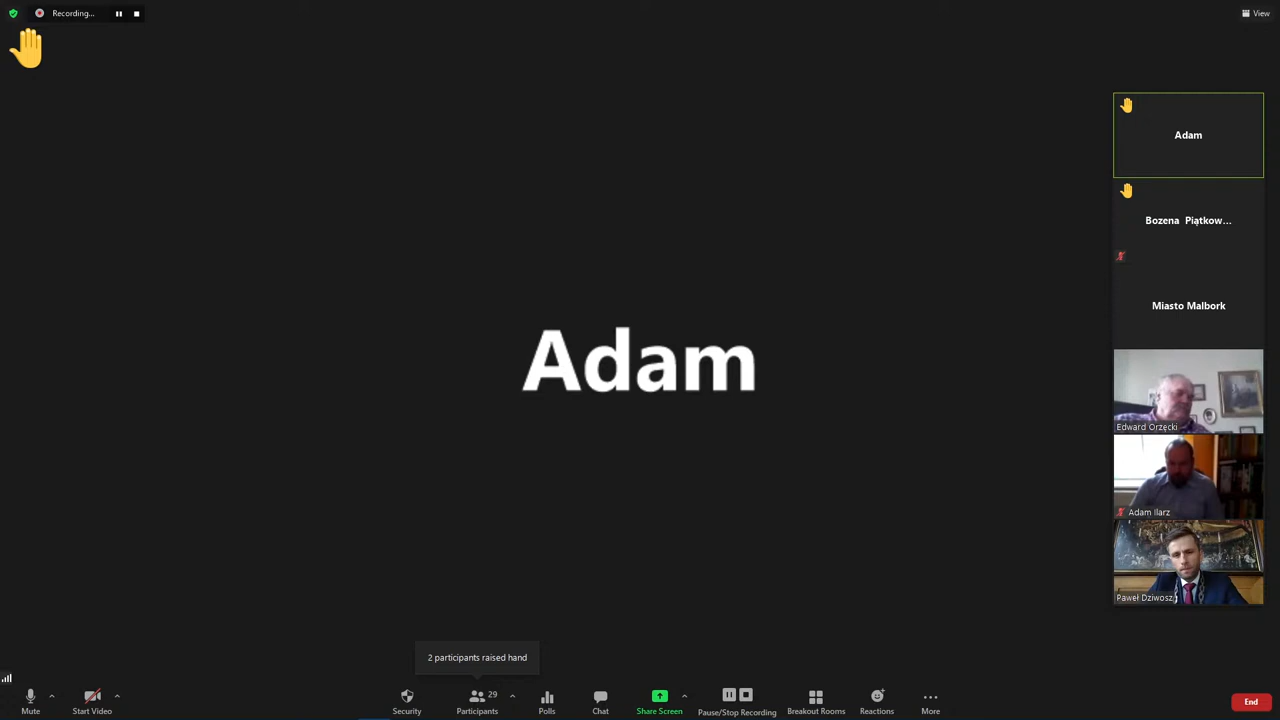 Recording...
View
Adam
Bozena Piątkow...
Miasto Malbork
Adam
Edward Orzęcki
Adam Ilarz
Paweł Dziwosz
2 participants raised hand
Mute
Start Video
Security
29
Participants
Polls
Chat
Share Screen
Pause/Stop Recording
Breakout Rooms
Reactions
More
End